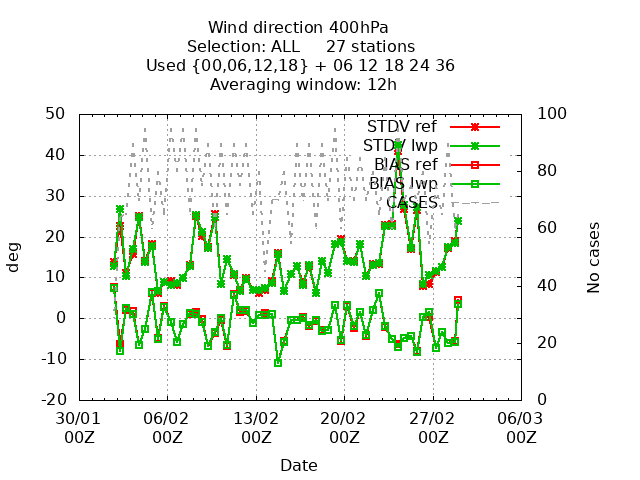 Wind direction 400hPa
Selection: ALL     27 stations
Used {00,06,12,18} + 06 12 18 24 36
Averaging window: 12h
50 100
STDV ref
STDV lwp
BIAS ref
BIAS lwp
CASES
40 80
30
20 60
10 40
0
-10 20
-20 0
deg
No cases
30/01 06/02 13/02 20/02 27/02 06/03
00Z 00Z 00Z 00Z 00Z 00Z
Date